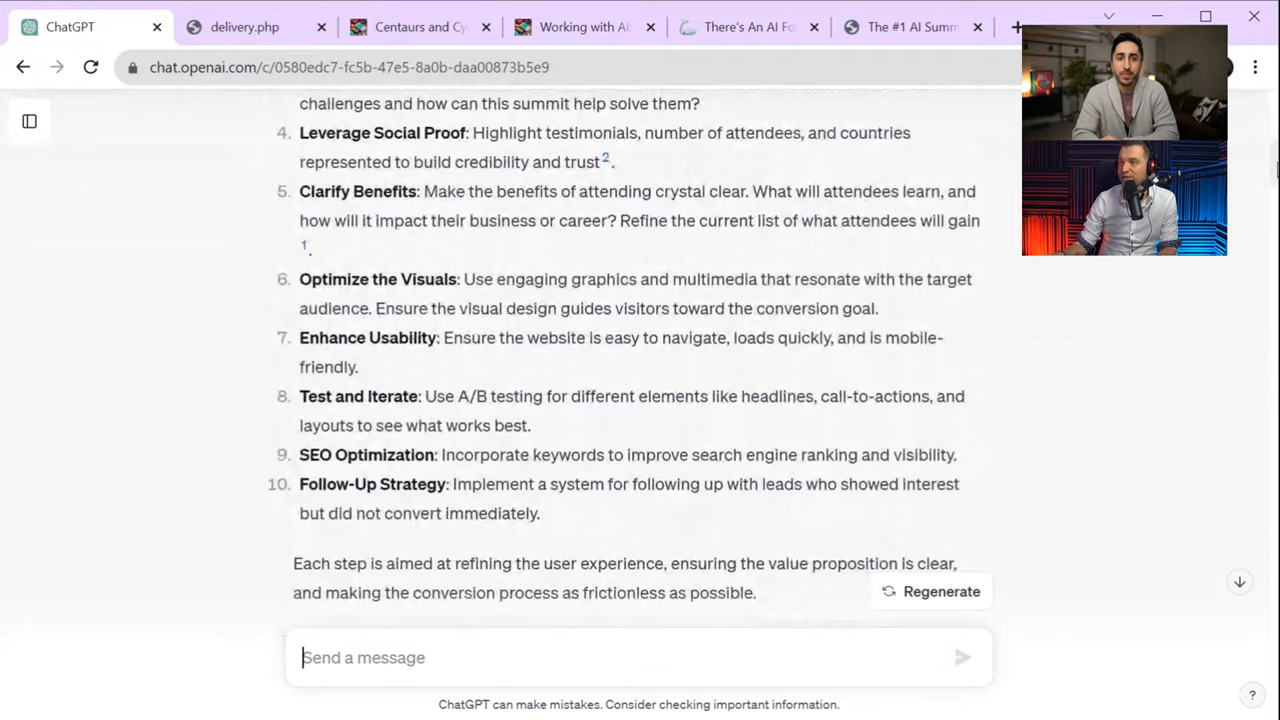 ChatGPT
delivery.php
Centaurs and Cy
Working with AI:
There's An AI Fo
The #1 AI Summ
chat.openai.com/c/0580edc7-fc5b-47e5-8a0b-daa00873b5e9
challenges and how can this summit help solve them?
4. Leverage Social Proof: Highlight testimonials, number of attendees, and countries
represented to build credibility and trust2.
5. Clarify Benefits: Make the benefits of attending crystal clear. What will attendees learn, and
how will it impact their business or career? Refine the current list of what attendees will gain
1.
6. Optimize the Visuals: Use engaging graphics and multimedia that resonate with the target
audience. Ensure the visual design guides visitors toward the conversion goal.
7. Enhance Usability: Ensure the website is easy to navigate, loads quickly, and is mobile-
friendly.
8. Test and Iterate: Use A/B testing for different elements like headlines, call-to-actions, and
layouts to see what works best.
9. SEO Optimization: Incorporate keywords to improve search engine ranking and visibility.
10. Follow-Up Strategy: Implement a system for following up with leads who showed interest
but did not convert immediately.
Each step is aimed at refining the user experience, ensuring the value proposition is clear,
and making the conversion process as frictionless as possible.
Regenerate
Send a message
ChatGPT can make mistakes. Consider checking important information.
?